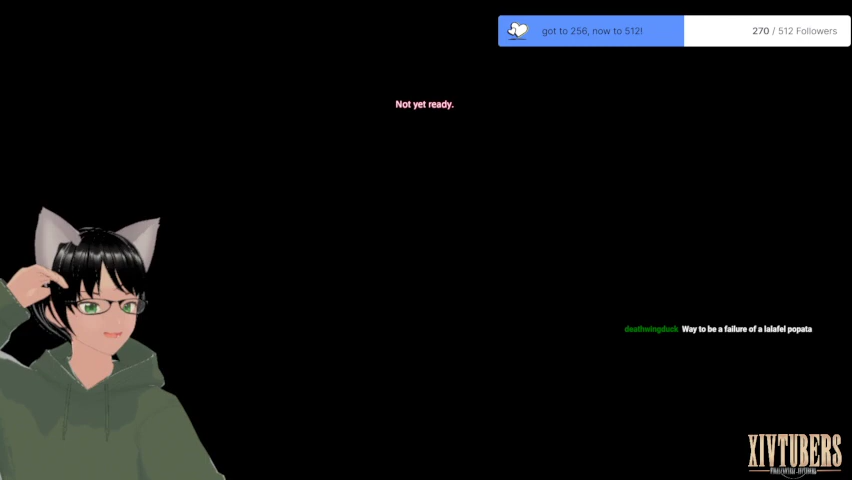 got to 256, now to 512!
270 / 512 Followers
Not yet ready.
deathwingduck Way to be a failure of a lalafel popata
XIVTUBERS